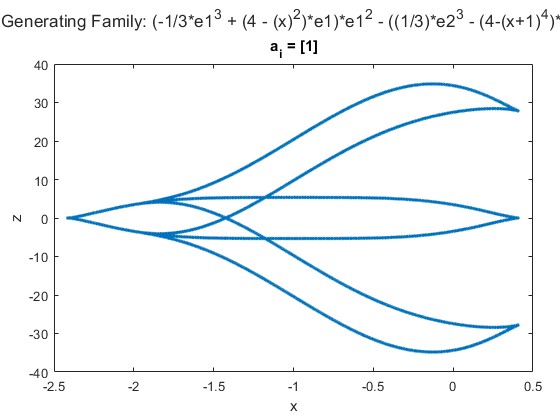 Generating Family: (-1/3*e1^3 + (4 - (x)^2)*e1)*e1^2 - ((1/3)*e2^3 - (4-(x+1)^4)*
a_i = [1]
40
30
20
10
0
-10
-20
-30
-40
z
-2.5 -2 -1.5 -1 -0.5 0 0.5
x